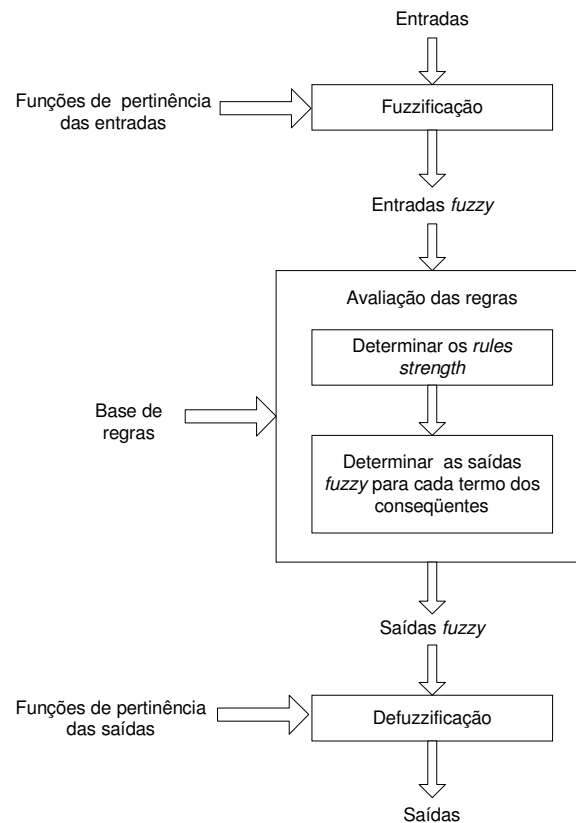 Entradas
Funções de pertinência
das entradas
Fuzzificação
Entradas fuzzy
Avaliação das regras
Determinar os rules
strength
Base de
regras
Determinar as saídas
fuzzy para cada termo dos
conseqüentes
Saídas fuzzy
Funções de pertinência
das saídas
Defuzzificação
Saídas